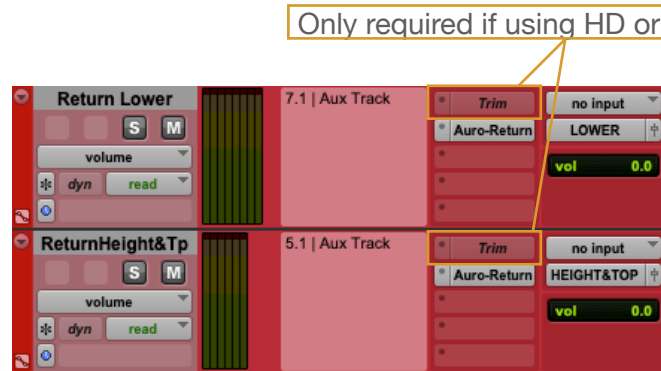 Only required if using HD or
Return Lower
7.1 | Aux Track
Trim
no input
S M
Auro-Return
LOWER
volume
vol 0.0
dyn read
ReturnHeight&Tp
5.1 | Aux Track
Trim
no input
S M
Auro-Return
HEIGHT&TOP
volume
vol 0.0
dyn read